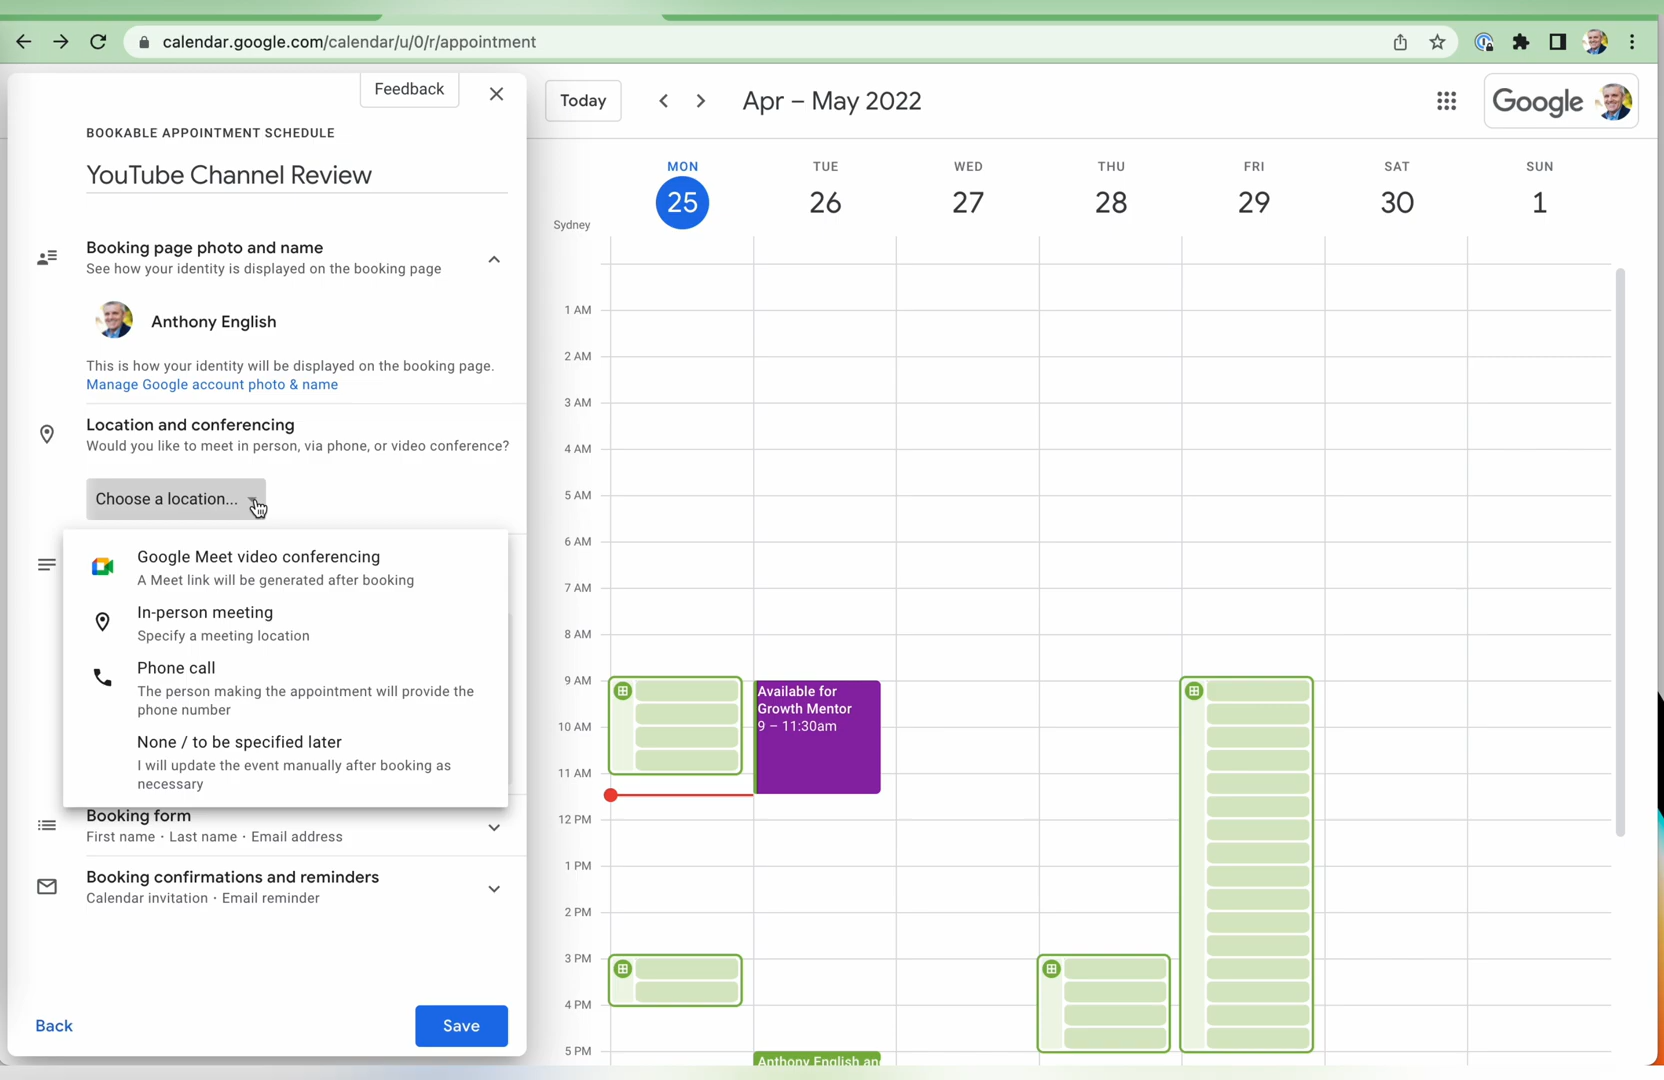 calendar.google.com/calendar/u/0/r/appointment
Feedback
BOOKABLE APPOINTMENT SCHEDULE
YouTube Channel Review
Booking page photo and name
See how your identity is displayed on the booking page
Anthony English
This is how your identity will be displayed on the booking page.
Manage Google account photo & name
Location and conferencing
Would you like to meet in person, via phone, or video conference?
Choose a location...
Google Meet video conferencing
A Meet link will be generated after booking
In-person meeting
Specify a meeting location
Phone call
The person making the appointment will provide the
phone number
None / to be specified later
I will update the event manually after booking as
necessary
Booking form
First name · Last name · Email address
Booking confirmations and reminders
Calendar invitation · Email reminder
Back
Save
Today
Apr – May 2022
Google
MON
TUE
WED
THU
FRI
SAT
SUN
25
26
27
28
29
30
1
Sydney
1 AM
2 AM
3 AM
4 AM
5 AM
6 AM
7 AM
8 AM
9 AM
10 AM
11 AM
12 PM
1 PM
2 PM
3 PM
4 PM
5 PM
Available for
Growth Mentor
9 – 11:30am
Anthony English an